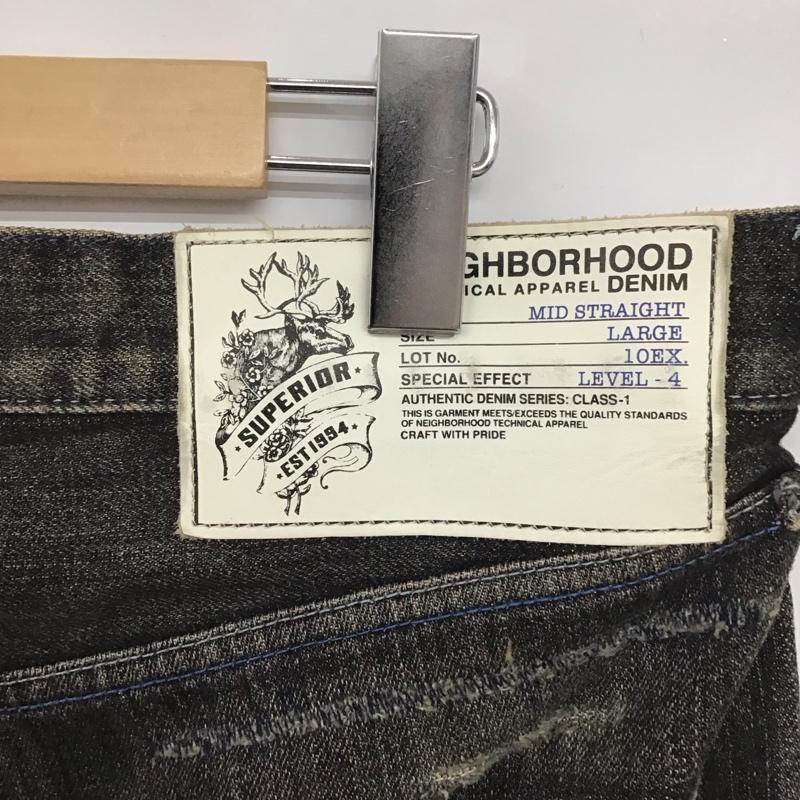 GHBORHOOD
ICAL APPAREL DENIM
MID STRAIGHT
SIZE LARGE
LOT No. 10EX.
SPECIAL EFFECT LEVEL - 4
AUTHENTIC DENIM SERIES: CLASS-1
THIS IS GARMENT MEETS/EXCEEDS THE QUALITY STANDARDS
OF NEIGHBORHOOD TECHNICAL APPAREL
CRAFT WITH PRIDE
SUPERIOR
EST 1994